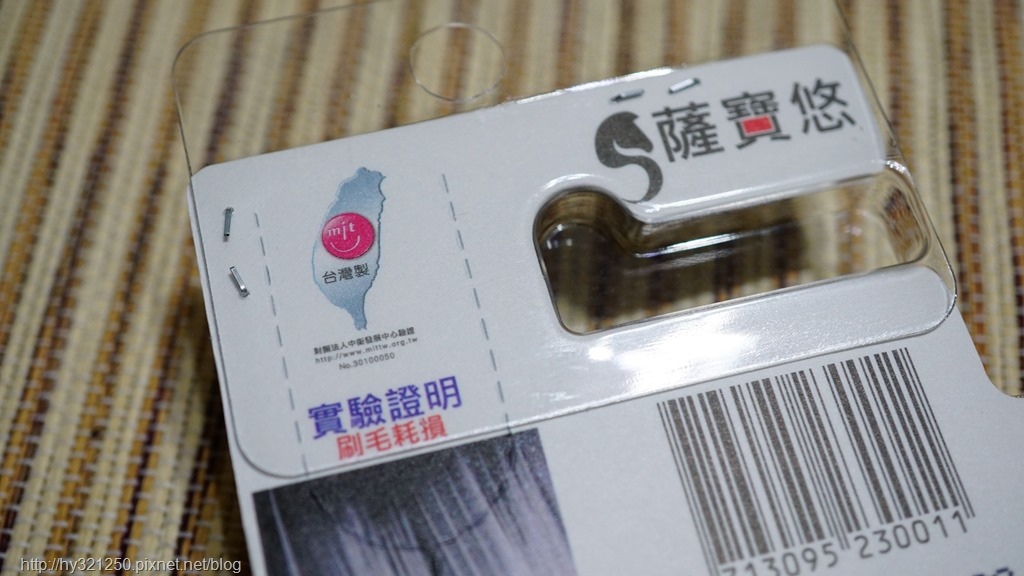 薩寶悠
mit
台灣製
財團法人中衛發展中心驗證
http://www.mittw.org.tw
No.30100050
實驗證明
刷毛耗損
713095 230011
http://hy321250.pixnet.net/blog